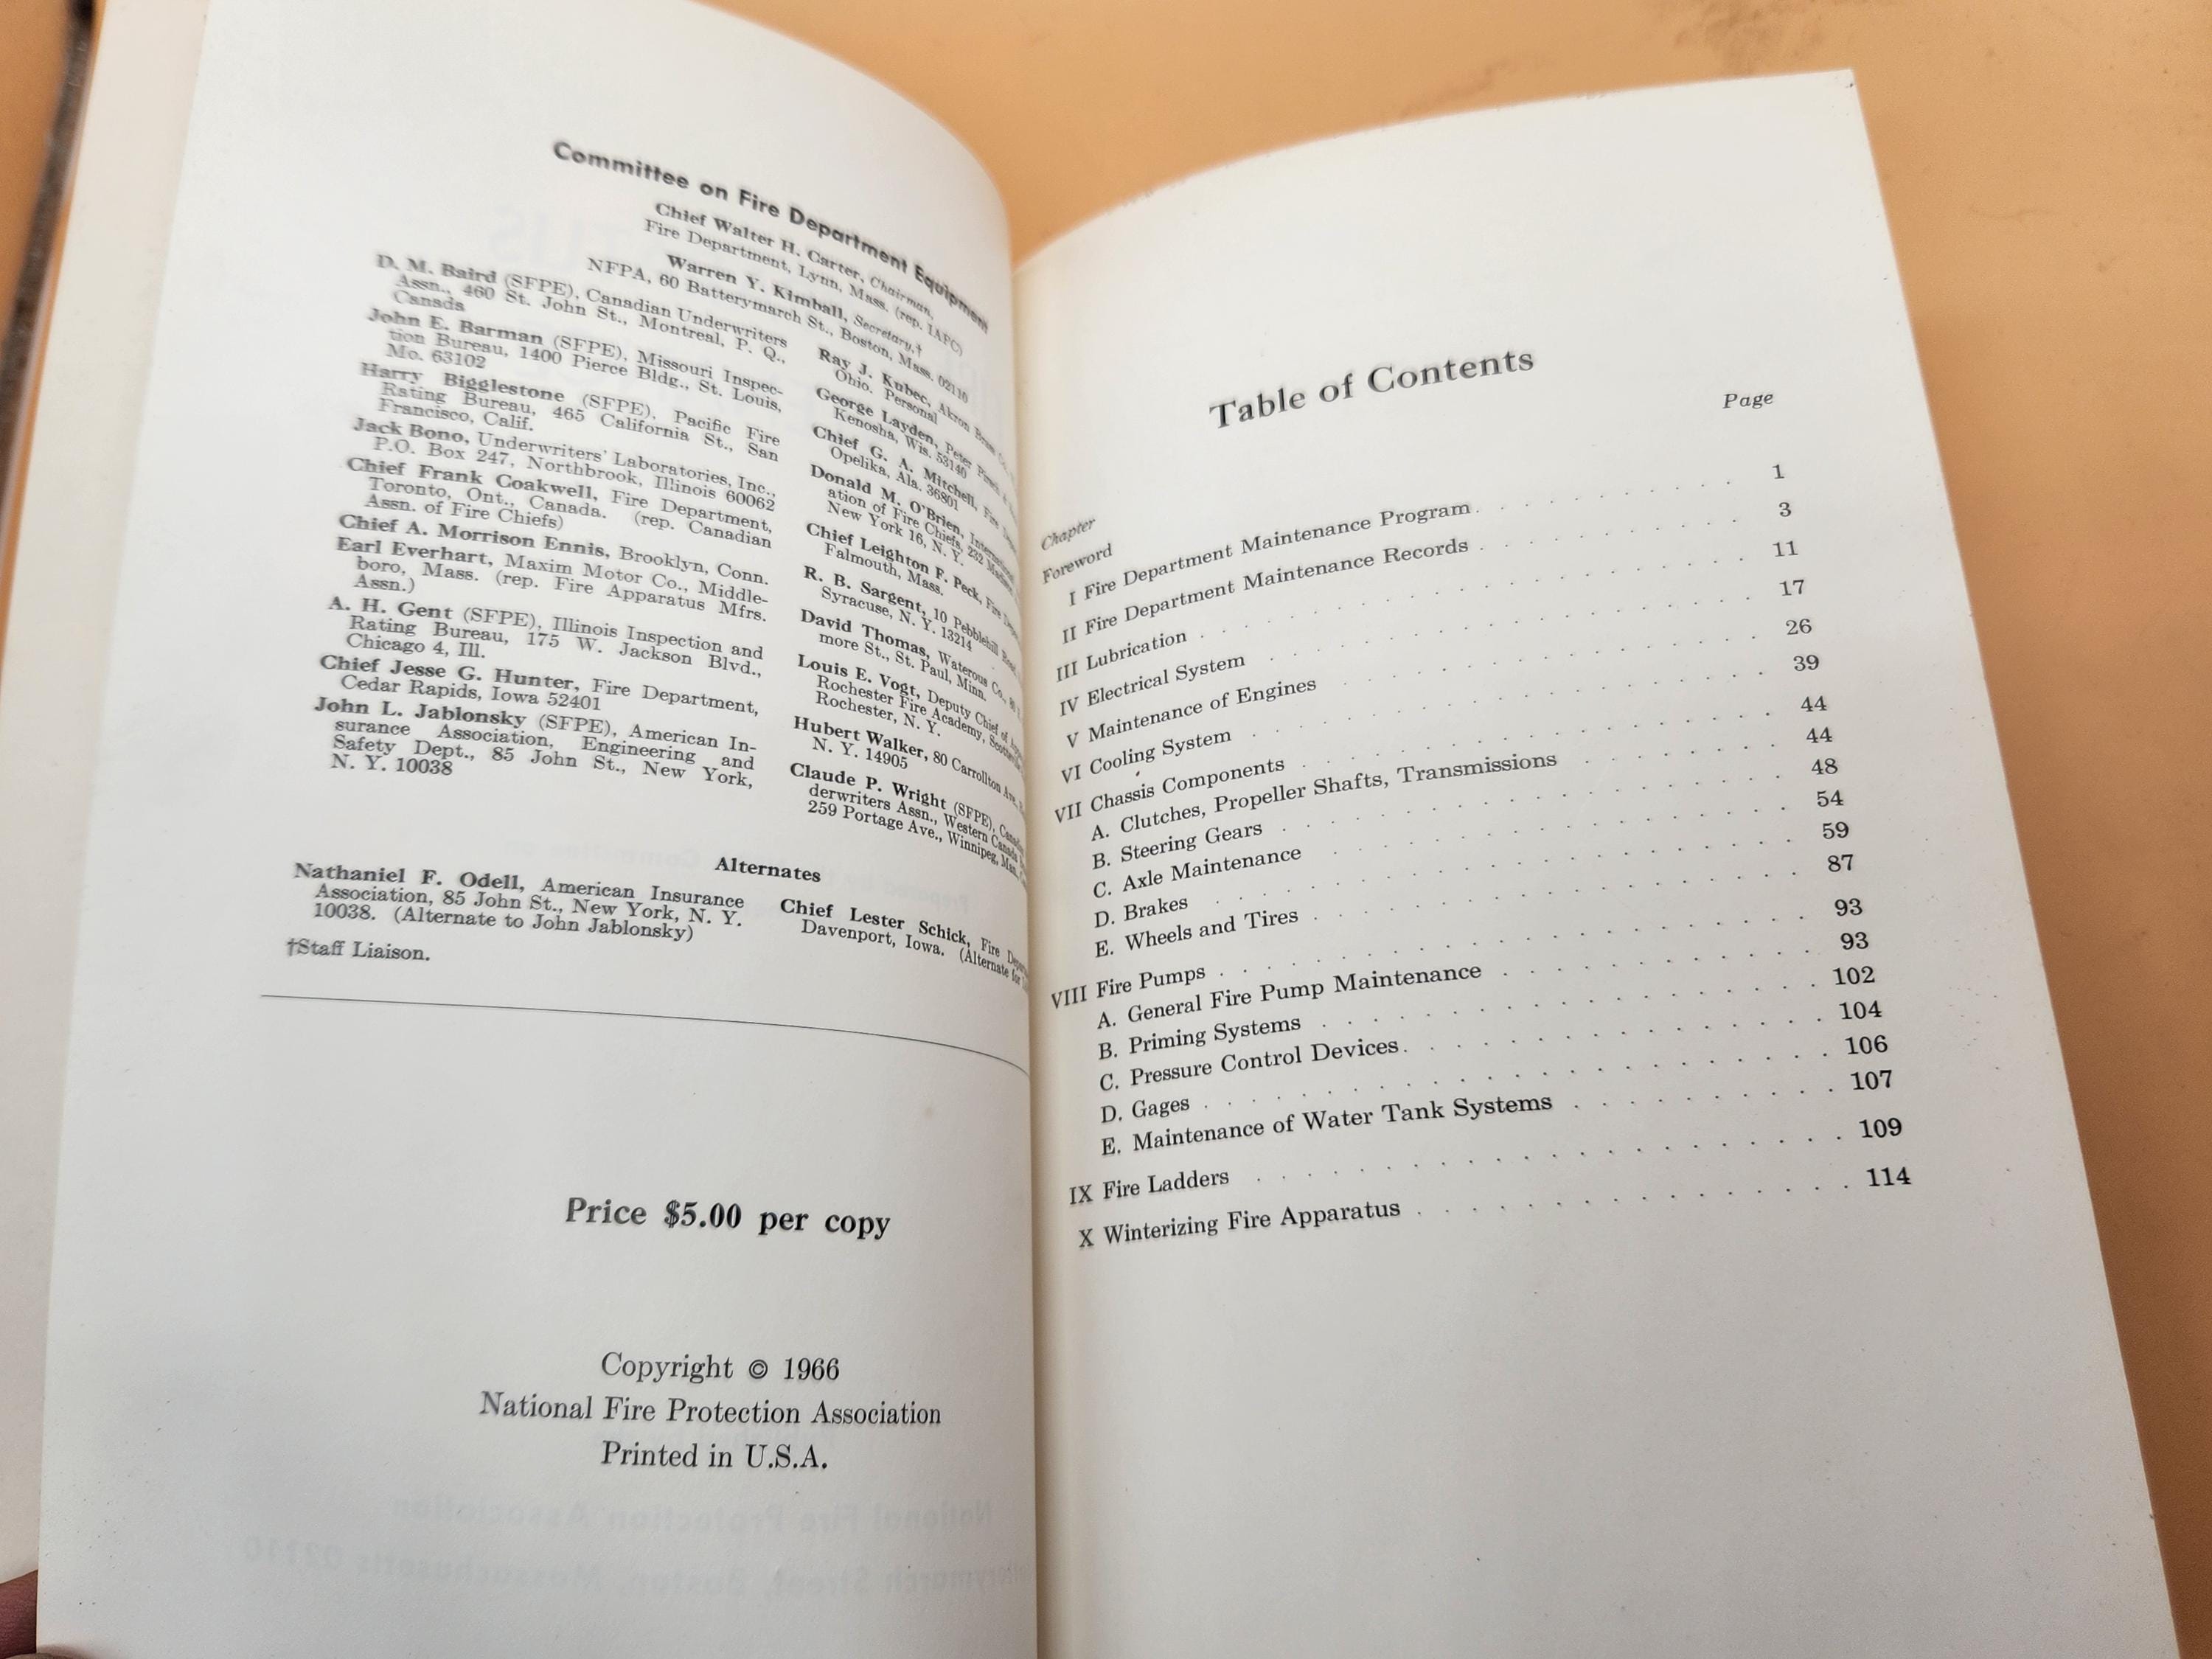 Committee on Fire Department Equipment
Chief Walter H. Carter, Chairman,
Fire Department, Lynn, Mass. (rep. IAFC)
Warren Y. Kimball, Secretary,†
NFPA, 60 Batterymarch St., Boston, Mass. 02110
D. M. Baird (SFPE), Canadian Underwriters
Assn., 460 St. John St., Montreal, P. Q.,
Canada
John E. Barman (SFPE), Missouri Inspec-
tion Bureau, 1400 Pierce Bldg., St. Louis,
Mo. 63102
Harry Bigglestone (SFPE), Pacific Fire
Rating Bureau, 465 California St., San
Francisco, Calif.
Jack Bono, Underwriters' Laboratories, Inc.,
P.O. Box 247, Northbrook, Illinois 60062
Chief Frank Coakwell, Fire Department,
Toronto, Ont., Canada. (rep. Canadian
Assn. of Fire Chiefs)
Chief A. Morrison Ennis, Brooklyn, Conn.
Earl Everhart, Maxim Motor Co., Middle-
boro, Mass. (rep. Fire Apparatus Mfrs.
Assn.)
A. H. Gent (SFPE), Illinois Inspection and
Rating Bureau, 175 W. Jackson Blvd.,
Chicago 4, Ill.
Chief Jesse G. Hunter, Fire Department,
Cedar Rapids, Iowa 52401
John L. Jablonsky (SFPE), American In-
surance Association, Engineering and
Safety Dept., 85 John St., New York,
N. Y. 10038
Ray J. Kubec, Akron Brass Co.,
Ohio. Personal
George Layden, Peter Pirsch &
Kenosha, Wis. 53140
Chief G. A. Mitchell, Fire
Opelika, Ala. 36801
Donald M. O'Brien, International
ation of Fire Chiefs, 232
New York 16, N. Y.
Chief Leighton F. Peck, Fire
Falmouth, Mass.
R. B. Sargent, 10 Pebblehill Road,
Syracuse, N. Y. 13214
David Thomas, Waterous Co., 80
more St., St. Paul, Minn.
Louis E. Vogt, Deputy Chief of
Rochester Fire Academy,
Rochester, N. Y.
Hubert Walker, 80 Carrollton Ave.,
N. Y. 14905
Claude P. Wright (SFPE),
derwriters Assn., Western Canada
259 Portage Ave., Winnipeg, Man.
Alternates
Nathaniel F. Odell, American Insurance
Association, 85 John St., New York, N. Y.
10038. (Alternate to John Jablonsky)
Chief Lester Schick, Fire
Davenport, Iowa. (Alternate for
†Staff Liaison.
Price $5.00 per copy
Copyright © 1966
National Fire Protection Association
Printed in U.S.A.
Table of Contents
Page
Chapter
Foreword
I Fire Department Maintenance Program . . . . . . . . 1
II Fire Department Maintenance Records . . . . . . . . 3
III Lubrication . . . . . . . . 11
IV Electrical System . . . . . . . . 17
V Maintenance of Engines . . . . . . . . 26
VI Cooling System . . . . . . . . 39
VII Chassis Components . . . . . . . . 44
A. Clutches, Propeller Shafts, Transmissions . . . . . . . . 44
B. Steering Gears . . . . . . . . 48
C. Axle Maintenance . . . . . . . . 54
D. Brakes . . . . . . . . 59
E. Wheels and Tires . . . . . . . . 87
VIII Fire Pumps . . . . . . . . 93
A. General Fire Pump Maintenance . . . . . . . . 93
B. Priming Systems . . . . . . . . 102
C. Pressure Control Devices . . . . . . . . 104
D. Gages . . . . . . . . 106
E. Maintenance of Water Tank Systems . . . . . . . . 107
IX Fire Ladders . . . . . . . . 109
X Winterizing Fire Apparatus . . . . . . . . 114